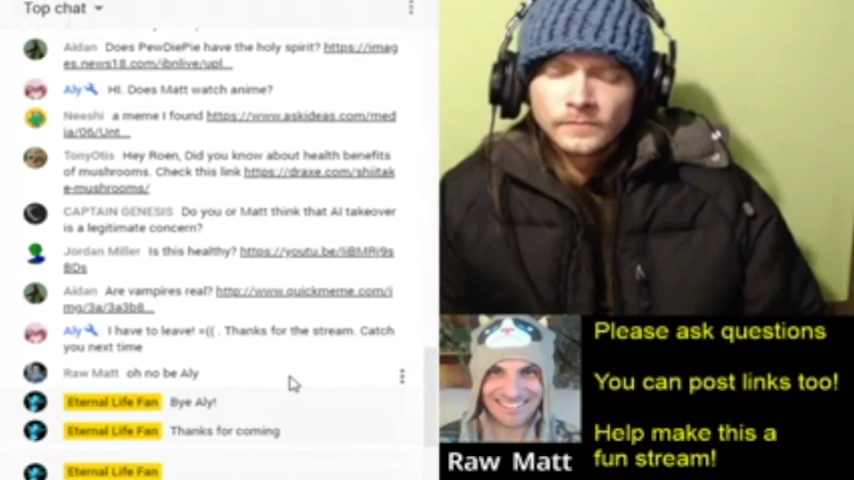 Top chat
Aidan Does PewDiePie have the holy spirit? https://imag
es.news18.com/ibnlive/upl...
Aly HI. Does Matt watch anime?
Neeshi a meme I found https://www.askideas.com/med
ia/06/Unt...
TonyOtis Hey Roen, Did you know about health benefits
of mushrooms. Check this link https://draxe.com/shiitak
e-mushrooms/
CAPTAIN GENESIS Do you or Matt think that AI takeover
is a legitimate concern?
Jordan Miller Is this healthy?
Aidan Are vampires real? http://www.quickmeme.com/i
mg/3a/3a3b8...
Aly I have to leave! =(( . Thanks for the stream. Catch
you next time
Raw Matt oh no be Aly
Eternal Life Fan Bye Aly!
Eternal Life Fan Thanks for coming
Eternal Life Fan
Please ask questions
You can post links too!
Help make this a
fun stream!
Raw Matt